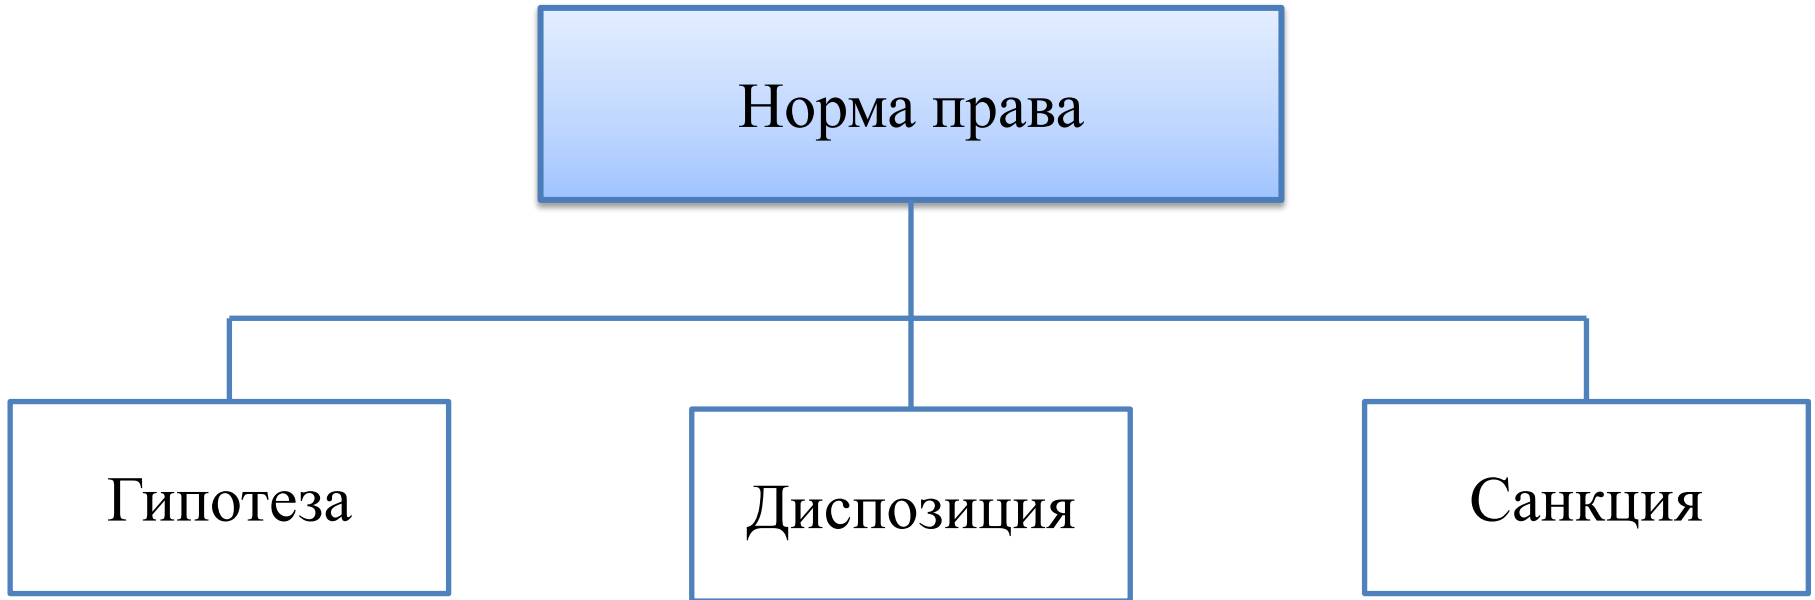 Норма права
Гипотеза
Диспозиция
Санкция